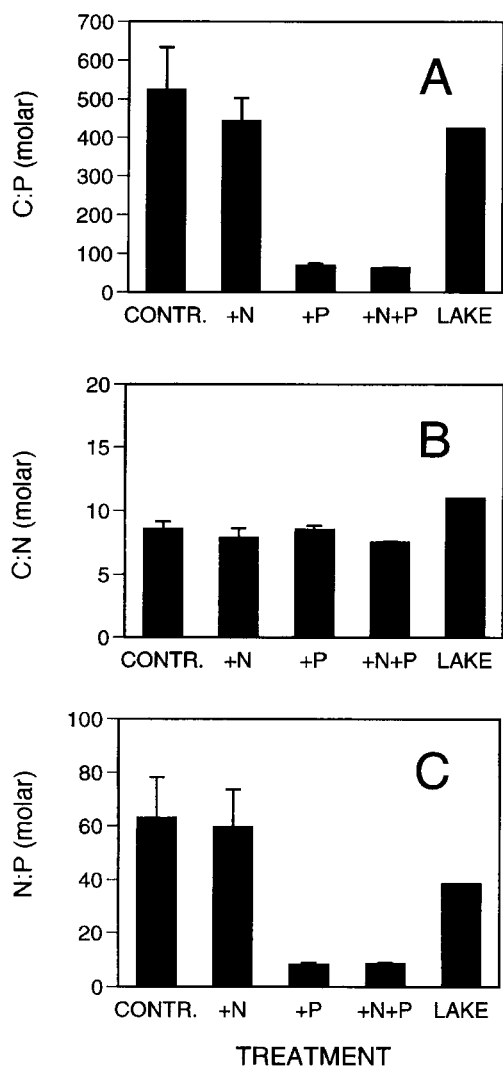 C:P (molar)
700
600
500
400
300
200
100
0
A
CONTR. +N +P +N+P LAKE
C:N (molar)
20
15
10
5
0
B
CONTR. +N +P +N+P LAKE
N:P (molar)
100
80
60
40
20
0
C
CONTR. +N +P +N+P LAKE
TREATMENT